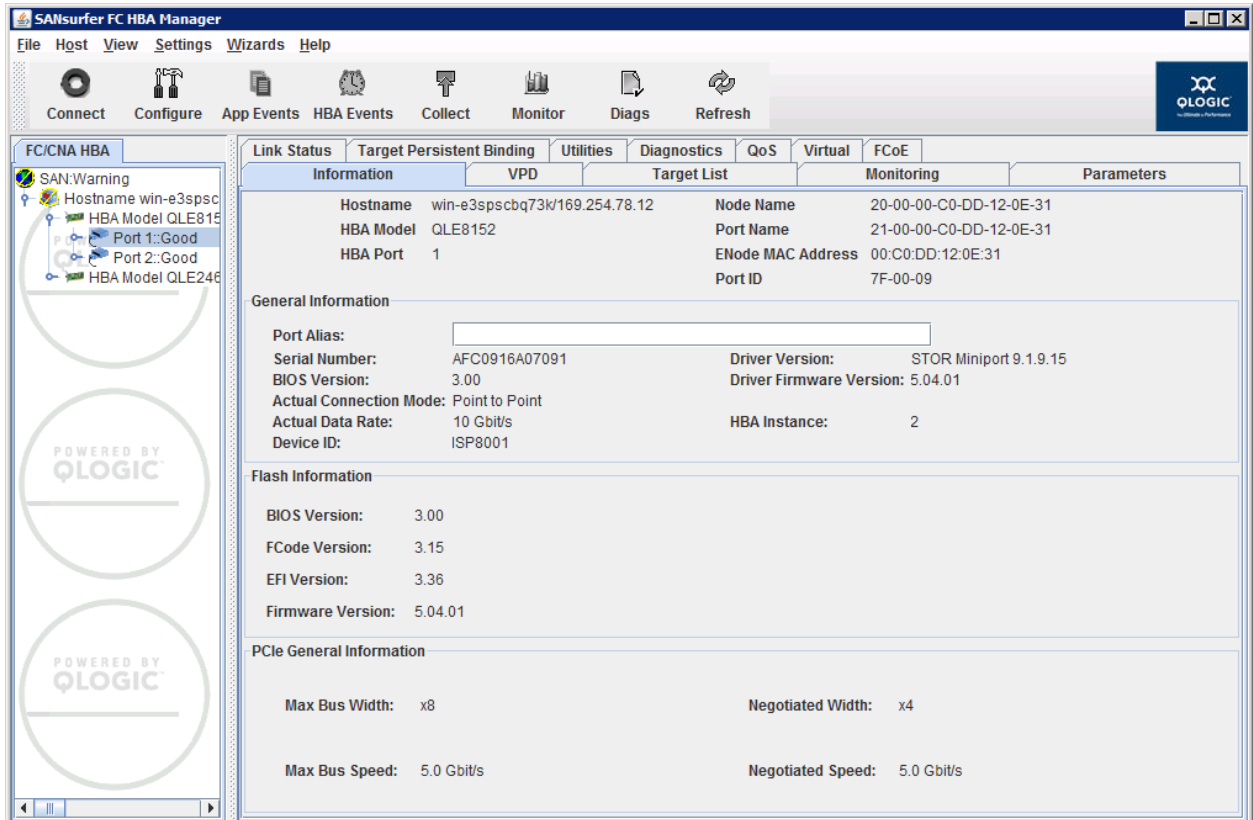 SANsurfer FC HBA Manager
File Host View Settings Wizards Help
Connect Configure App Events HBA Events Collect Monitor Diags Refresh
QLOGIC
FC/CNA HBA
SAN:Warning
Hostname win-e3spsc
HBA Model QLE815
Port 1::Good
Port 2::Good
HBA Model QLE246
POWERED BY
QLOGIC
POWERED BY
QLOGIC
Link Status Target Persistent Binding Utilities Diagnostics QoS Virtual FCoE
Information VPD Target List Monitoring Parameters
Hostname win-e3spscbq73k/169.254.78.12 Node Name 20-00-00-C0-DD-12-0E-31
HBA Model QLE8152 Port Name 21-00-00-C0-DD-12-0E-31
HBA Port 1 ENode MAC Address 00:C0:DD:12:0E:31
Port ID 7F-00-09
General Information
Port Alias:
Serial Number: AFC0916A07091 Driver Version: STOR Miniport 9.1.9.15
BIOS Version: 3.00 Driver Firmware Version: 5.04.01
Actual Connection Mode: Point to Point
Actual Data Rate: 10 Gbit/s HBA Instance: 2
Device ID: ISP8001
Flash Information
BIOS Version: 3.00
FCode Version: 3.15
EFI Version: 3.36
Firmware Version: 5.04.01
PCIe General Information
Max Bus Width: x8 Negotiated Width: x4
Max Bus Speed: 5.0 Gbit/s Negotiated Speed: 5.0 Gbit/s